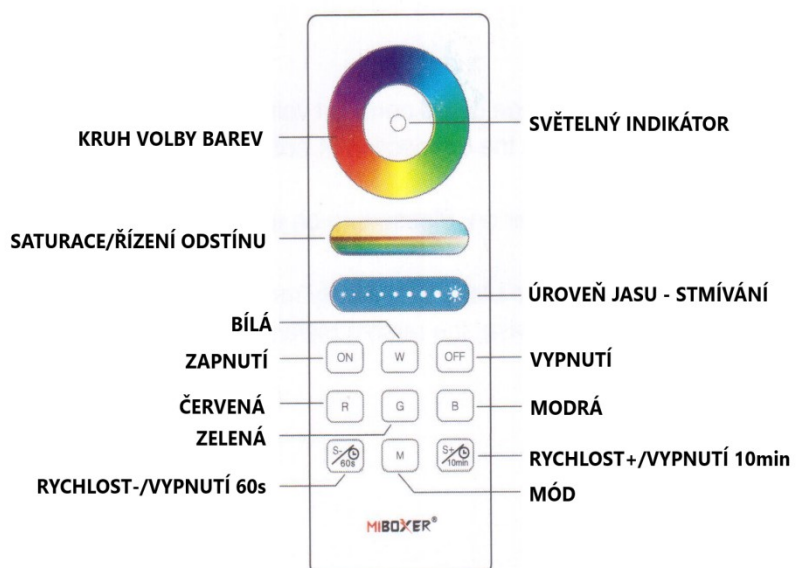 KRUH VOLBY BAREV
SVĚTELNÝ INDIKÁTOR
SATURACE/ŘÍZENÍ ODSTÍNU
ÚROVEŇ JASU - STMÍVÁNÍ
BÍLÁ
ZAPNUTÍ
ON
W
OFF
VYPNUTÍ
ČERVENÁ
R
G
B
MODRÁ
ZELENÁ
S-
60s
M
S+
10min
RYCHLOST+/VYPNUTÍ 10min
RYCHLOST-/VYPNUTÍ 60s
MÓD
MIBOXER®